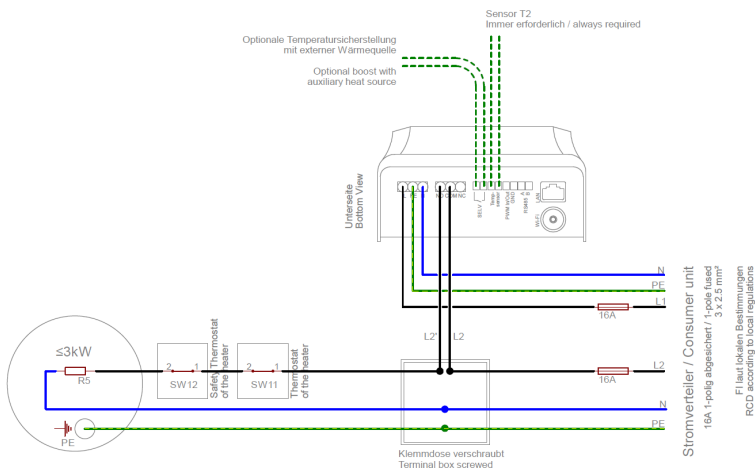 Sensor T2
Immer erforderlich / always required
Optionale Temperatursicherstellung
mit externer Wärmequelle
Optional boost with
auxiliary heat source
Unterseite
Bottom View
L
N
NO
COM
NC
SELV
Temp.-
sensor
PWM In/Out
GND
RS485
A
B
LAN
Wi-Fi
N
PE
L1
16A
L2'
L2
≤3kW
R5
2
1
SW12
Safety Thermostat
of the heater
2
1
SW11
Thermostat
of the heater
L2
16A
N
PE
PE
Klemmdose verschraubt
Terminal box screwed
Stromverteiler / Consumer unit
16A 1-polig abgesichert / 1-pole fused
3 x 2.5 mm²
FI laut lokalen Bestimmungen
RCD according to local regulations